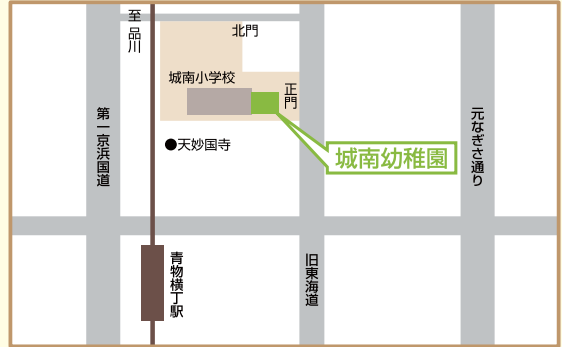 至品川
北門
城南小学校
正門
第一京浜国道
●天妙国寺
城南幼稚園
元なぎさ通り
青物横丁駅
旧東海道